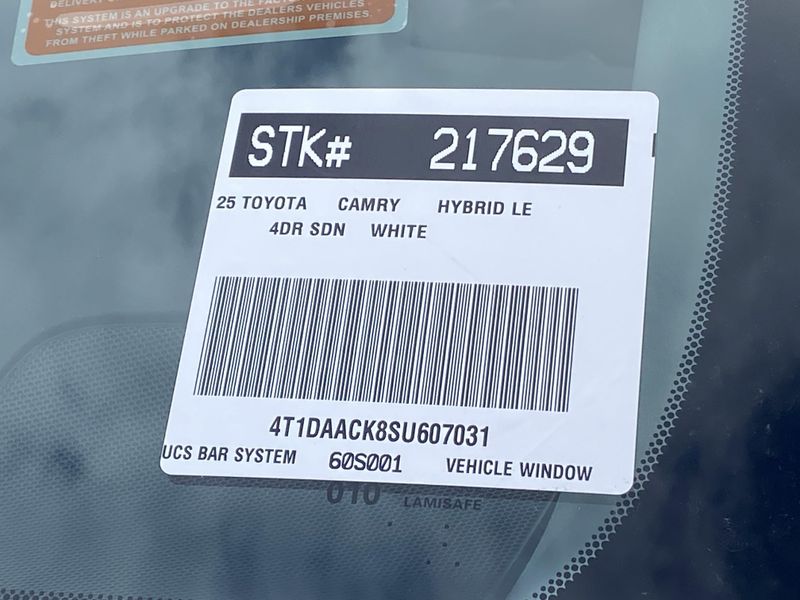 THIS SYSTEM IS AN UPGRADE TO THE
SYSTEM AND IS TO PROTECT THE DEALERS VEHICLES
FROM THEFT WHILE PARKED ON DEALERSHIP PREMISES.
STK# 217629
25 TOYOTA CAMRY HYBRID LE
4DR SDN WHITE
4T1DAACK8SU607031
UCS BAR SYSTEM 60S001 VEHICLE WINDOW
010 LAMISAFE